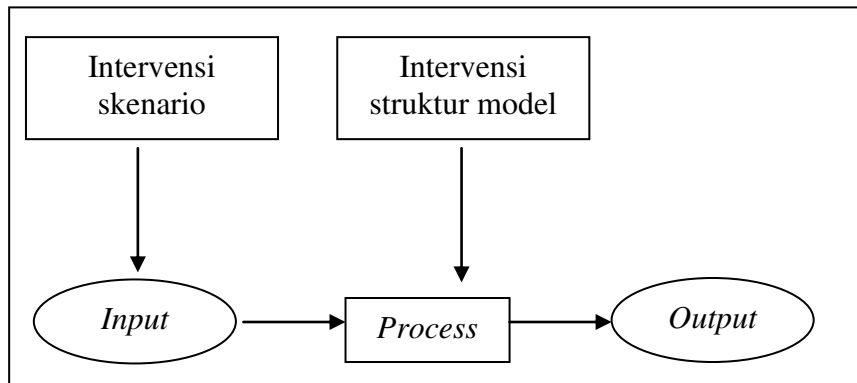 Intervensi
skenario
Intervensi
struktur model
Input
Process
Output